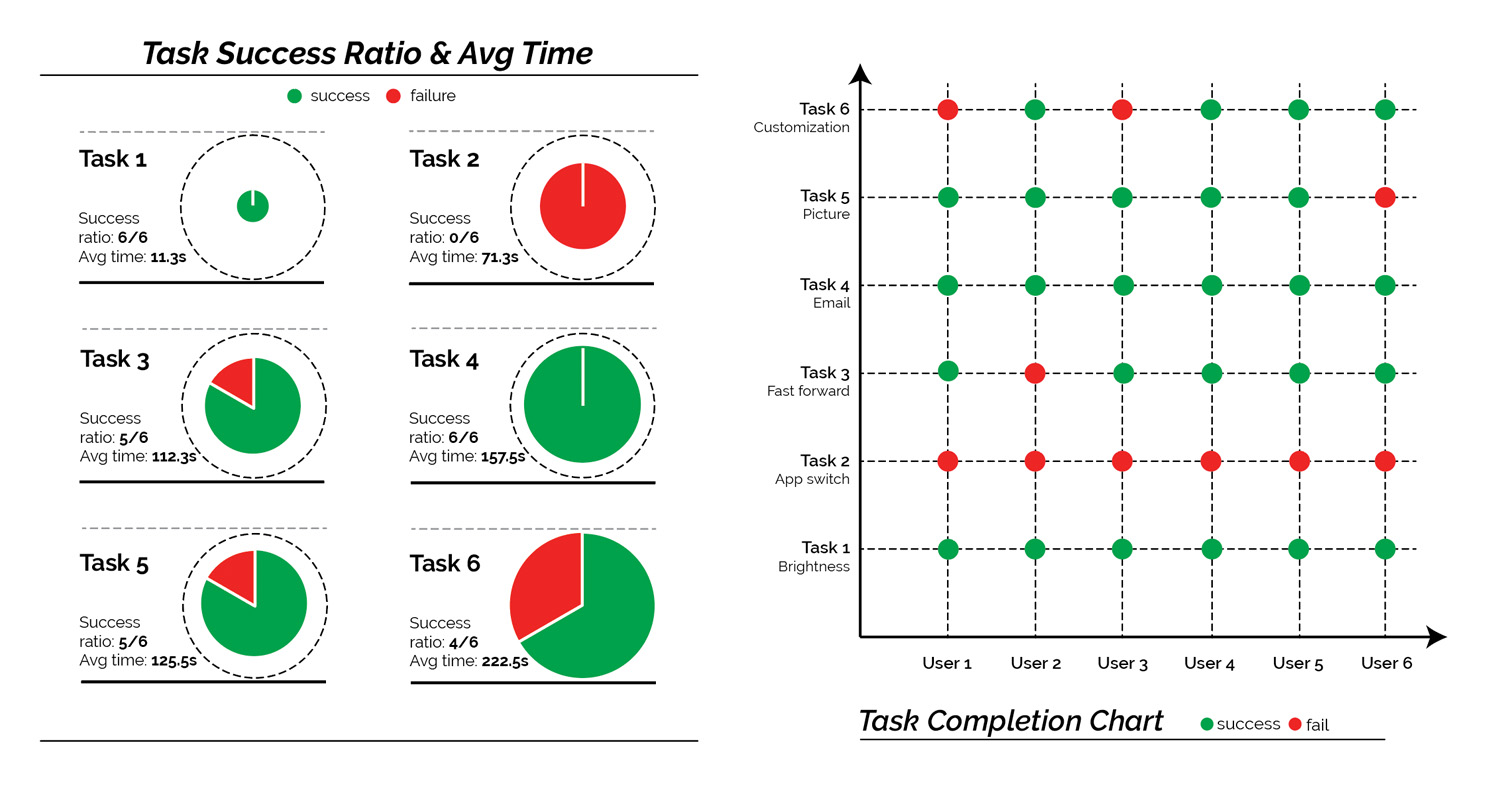 Task Success Ratio & Avg Time
success failure
Task 1
Success
ratio: 6/6
Avg time: 11.3s
Task 2
Success
ratio: 0/6
Avg time: 71.3s
Task 3
Success
ratio: 5/6
Avg time: 112.3s
Task 4
Success
ratio: 6/6
Avg time: 157.5s
Task 5
Success
ratio: 5/6
Avg time: 125.5s
Task 6
Success
ratio: 4/6
Avg time: 222.5s
Task 6
Customization
Task 5
Picture
Task 4
Email
Task 3
Fast forward
Task 2
App switch
Task 1
Brightness
User 1 User 2 User 3 User 4 User 5 User 6
Task Completion Chart success fail